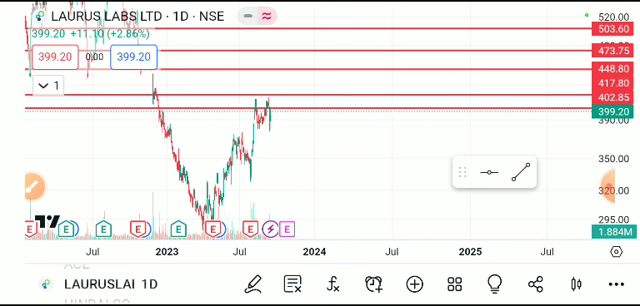 LAURUS LABS LTD · 1D · NSE
399.20 +11.10 (+2.86%)
399.20 0.00 399.20
1
520.00
503.60
473.75
448.80
417.80
402.85
399.20
390.00
350.00
320.00
295.00
1.884M
E E E E E E E E
Jul 2023 Jul 2024 Jul 2025 Jul
LAURUSLAI 1D